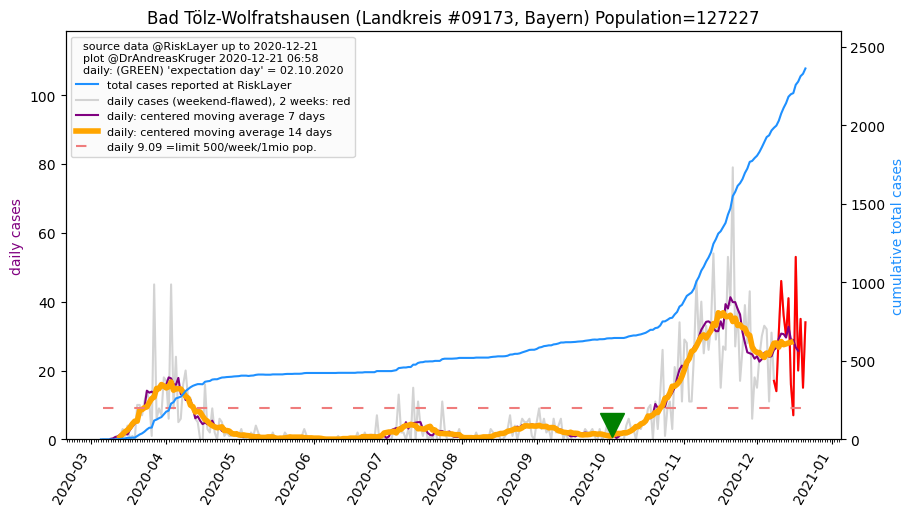 Bad Tölz-Wolfratshausen (Landkreis #09173, Bayern) Population=127227
source data @RiskLayer up to 2020-12-21
plot @DrAndreasKruger 2020-12-21 06:58
daily: (GREEN) 'expectation day' = 02.10.2020
total cases reported at RiskLayer
daily cases (weekend-flawed), 2 weeks: red
daily: centered moving average 7 days
daily: centered moving average 14 days
daily 9.09 =limit 500/week/1mio pop.
daily cases
100
80
60
40
20
0
cumulative total cases
2500
2000
1500
1000
500
0
2020-03
2020-04
2020-05
2020-06
2020-07
2020-08
2020-09
2020-10
2020-11
2020-12
2021-01